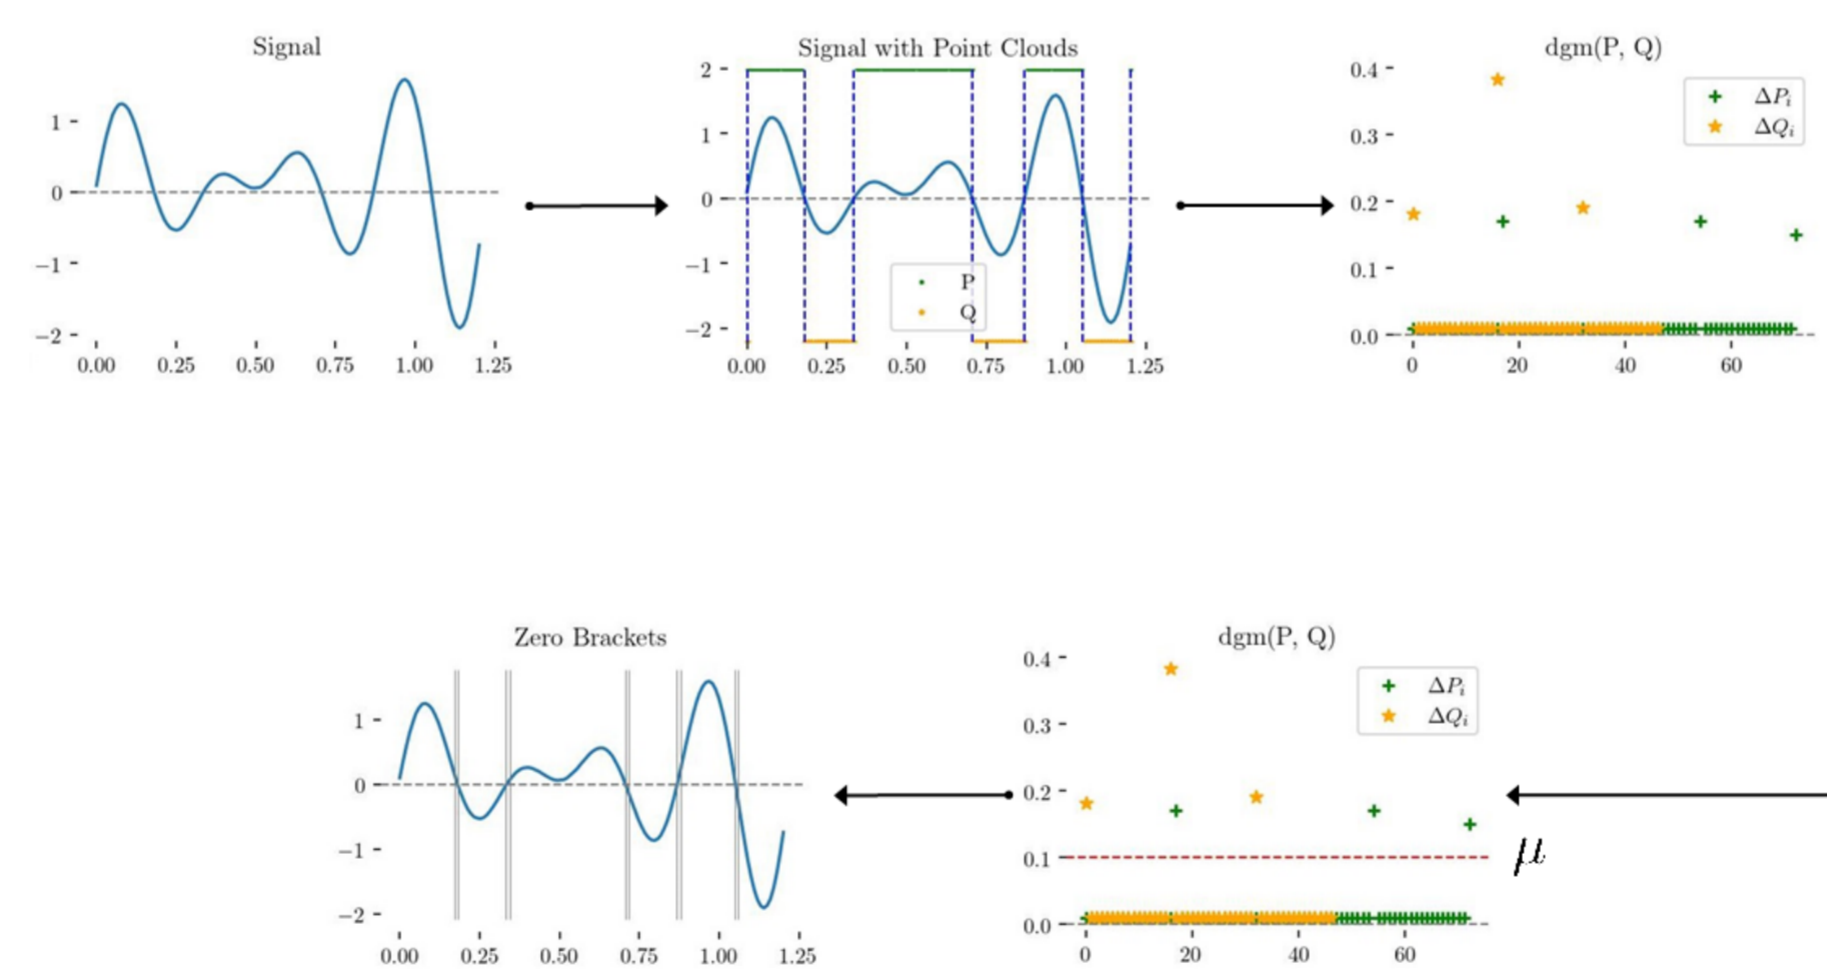 Signal
1
0
−1
−2
0.00 0.25 0.50 0.75 1.00 1.25
Signal with Point Clouds
2
1
0
−1
−2
P
Q
0.00 0.25 0.50 0.75 1.00 1.25
dgm(P, Q)
0.4
0.3
0.2
0.1
0.0
ΔPᵢ
ΔQᵢ
0 20 40 60
Zero Brackets
1
0
−1
−2
0.00 0.25 0.50 0.75 1.00 1.25
dgm(P, Q)
0.4
0.3
0.2
0.1
0.0
ΔPᵢ
ΔQᵢ
0 20 40 60
μ